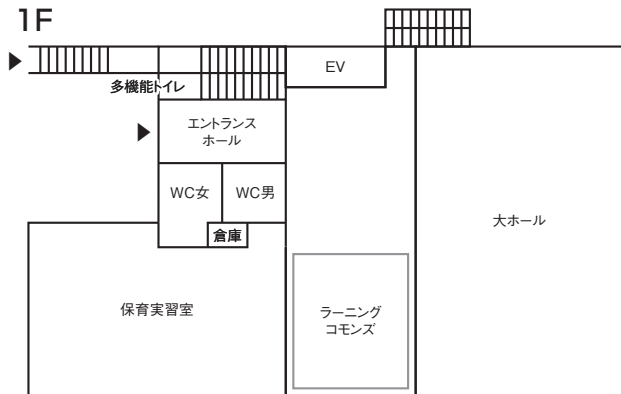 1F
EV
多機能トイレ
エントランス
ホール
WC女
WC男
倉庫
大ホール
保育実習室
ラーニング
コモンズ